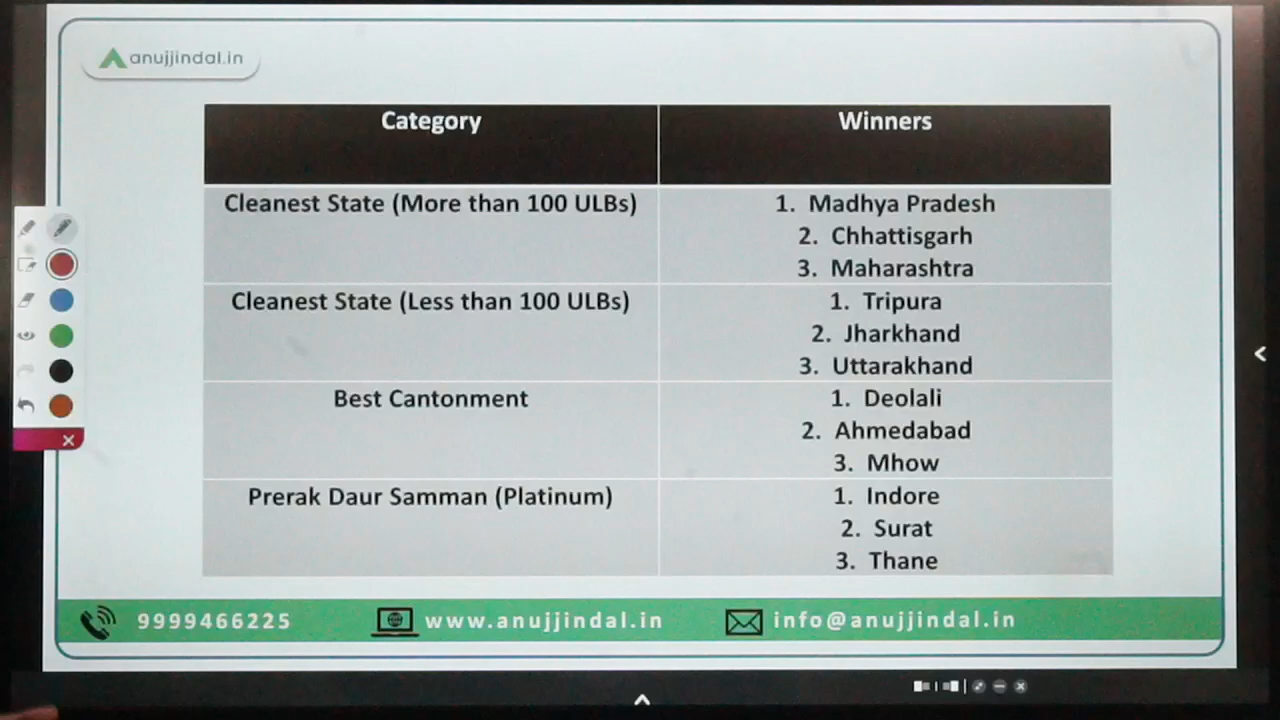 anujjindal.in
Category Winners
Cleanest State (More than 100 ULBs) 1. Madhya Pradesh
2. Chhattisgarh
3. Maharashtra
Cleanest State (Less than 100 ULBs) 1. Tripura
2. Jharkhand
3. Uttarakhand
Best Cantonment 1. Deolali
2. Ahmedabad
3. Mhow
Prerak Daur Samman (Platinum) 1. Indore
2. Surat
3. Thane
9999466225 www.anujjindal.in info@anujjindal.in